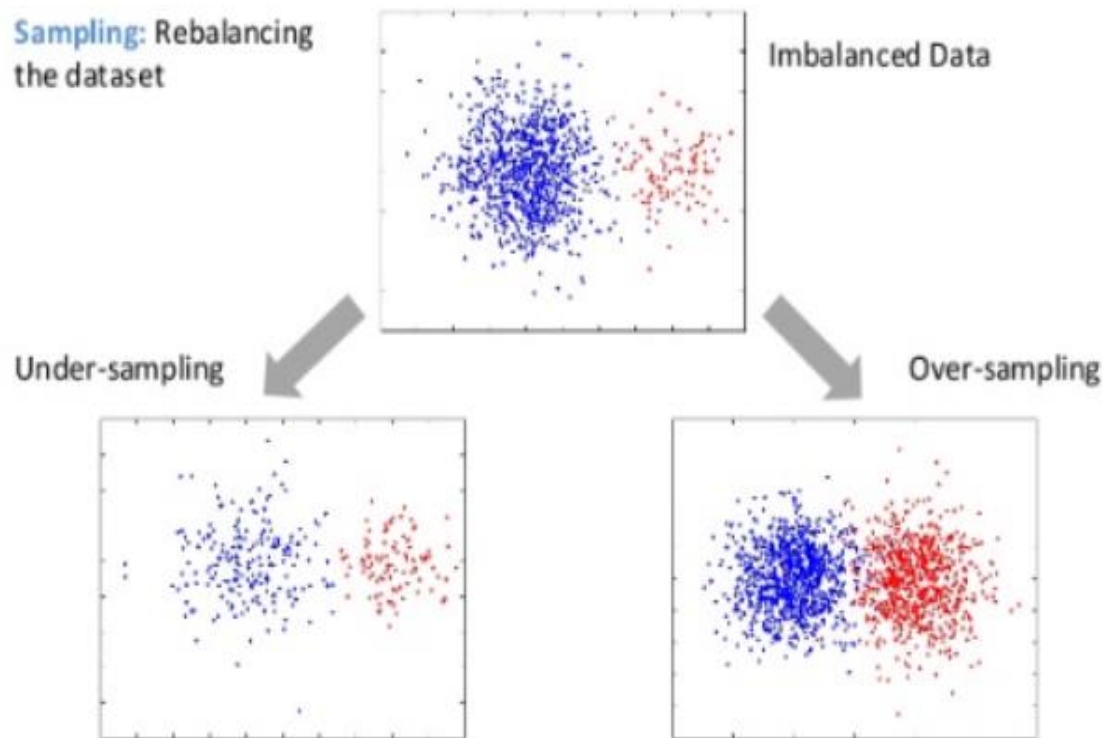 Sampling: Rebalancing
the dataset
Imbalanced Data
Under-sampling
Over-sampling